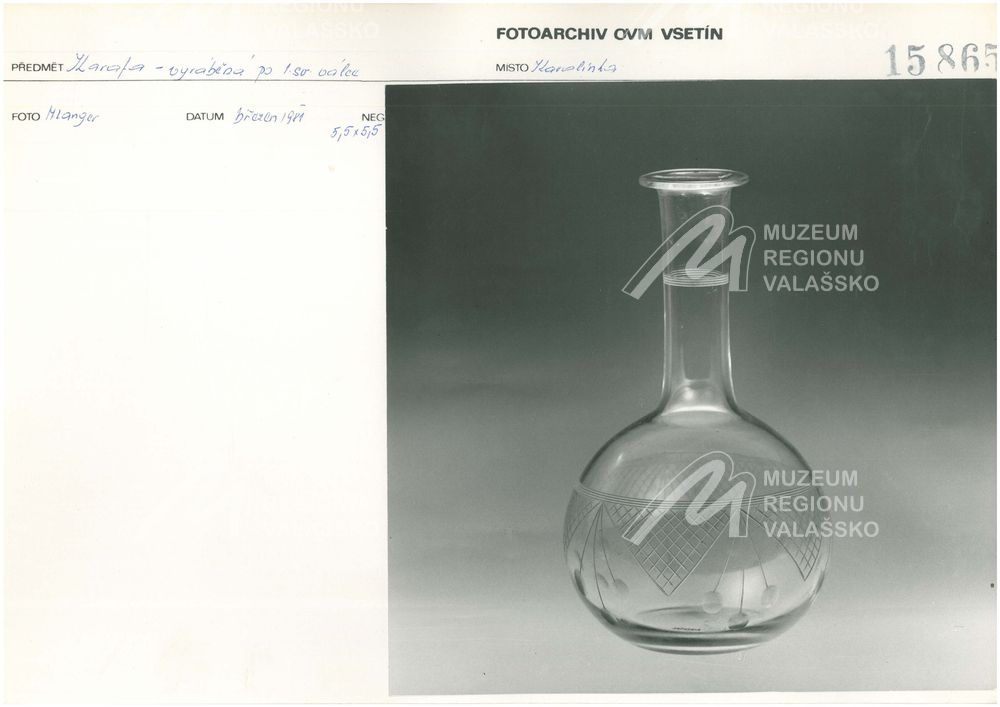 FOTOARCHIV OVM VSETÍN
15865
PŘEDMĚT Karafa - vyráběná po 1. sv. válce
MISTO Karolinka
FOTO Mlanger
DATUM březen 1981
NEG
5,5x5,5
MUZEUM
REGIONU
VALAŠSKO
MUZEUM
REGIONU
VALAŠSKO